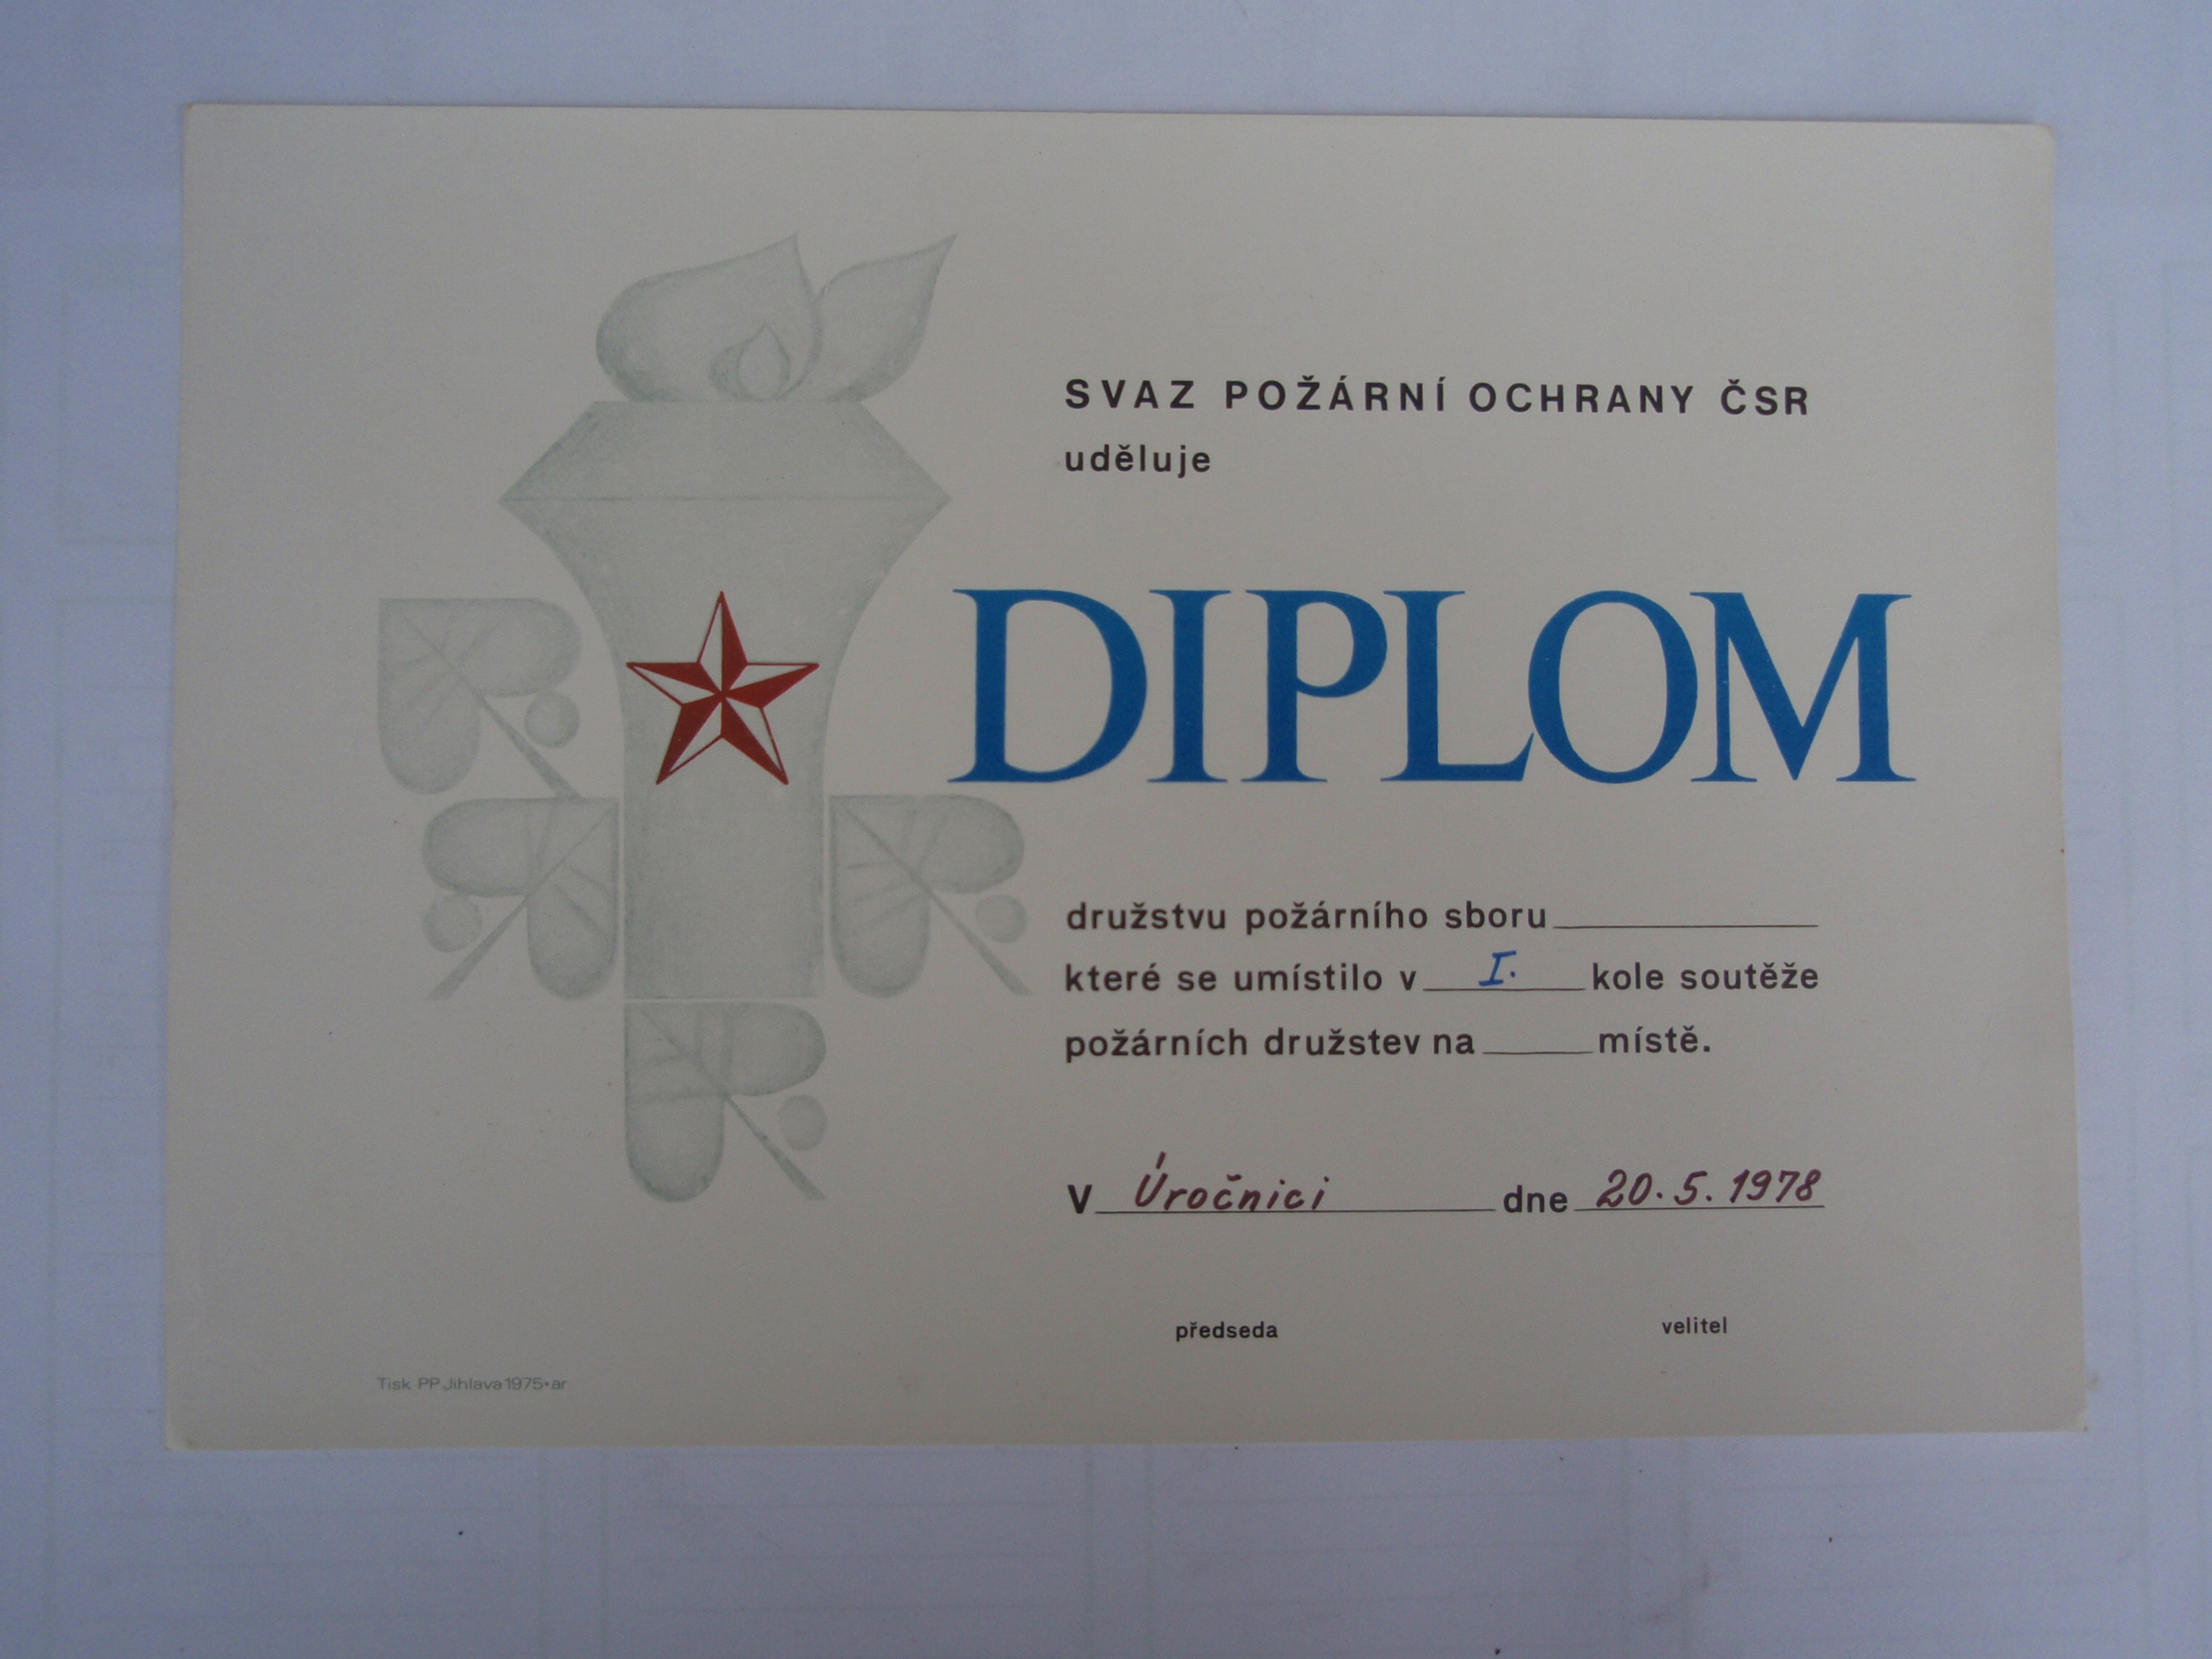 SVAZ POŽÁRNÍ OCHRANY ČSR
uděluje
DIPLOM
družstvu požárního sboru
které se umístilo v I. kole soutěže
požárních družstev na místě.
V Úročnici dne 20.5.1978
předseda velitel
Tisk PP Jihlava 1975•ar